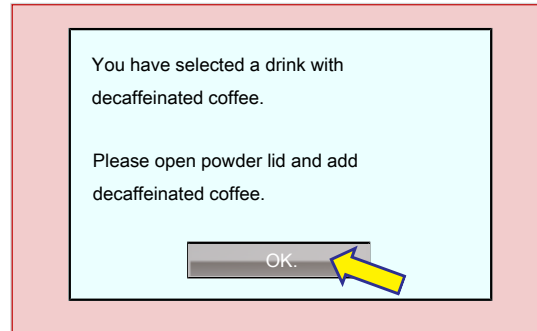 You have selected a drink with
decaffeinated coffee.
Please open powder lid and add
decaffeinated coffee.
OK.